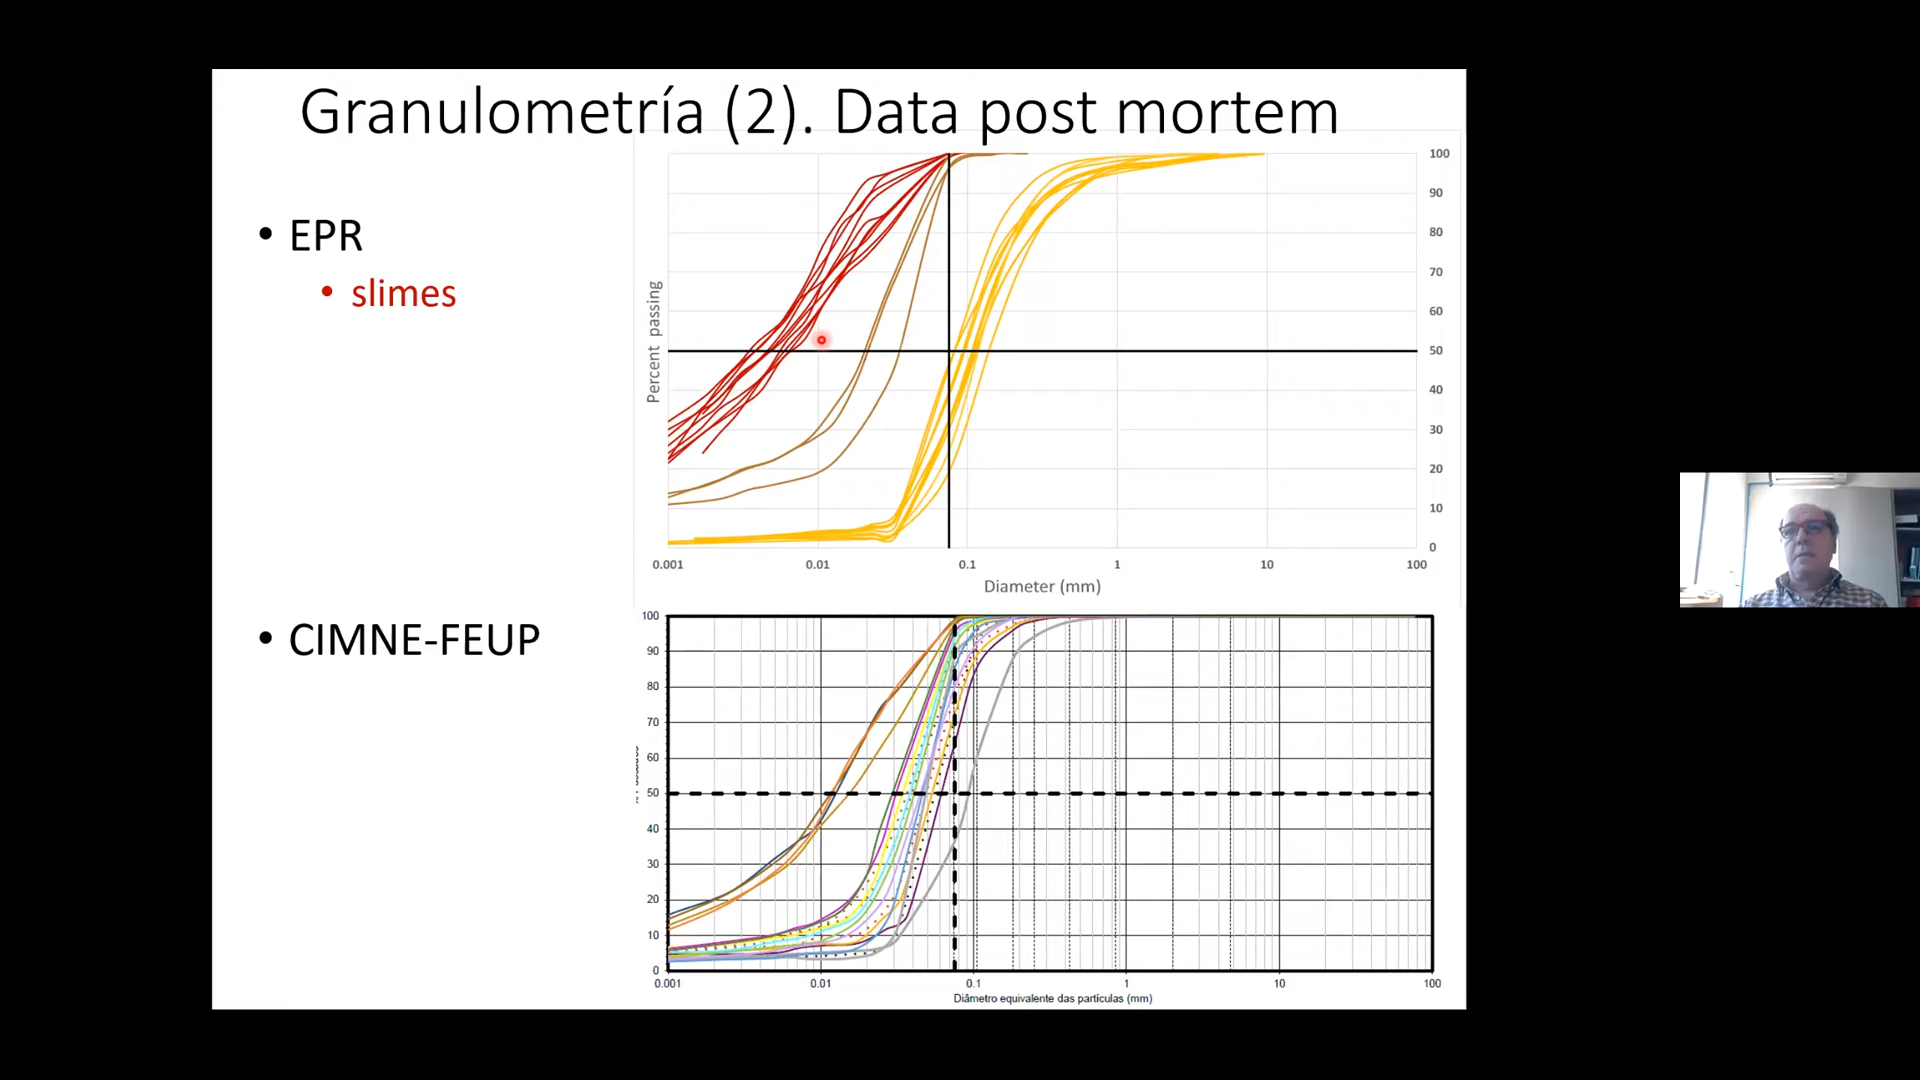 Granulometría (2). Data post mortem
• EPR
• slimes
• CIMNE-FEUP
Percent passing
100
90
80
70
60
50
40
30
20
10
0
0.001 0.01 0.1 1 10 100
Diameter (mm)
100
90
80
70
60
50
40
30
20
10
0
0.001 0.01 0.1 1 10 100
Diâmetro equivalente das partículas (mm)